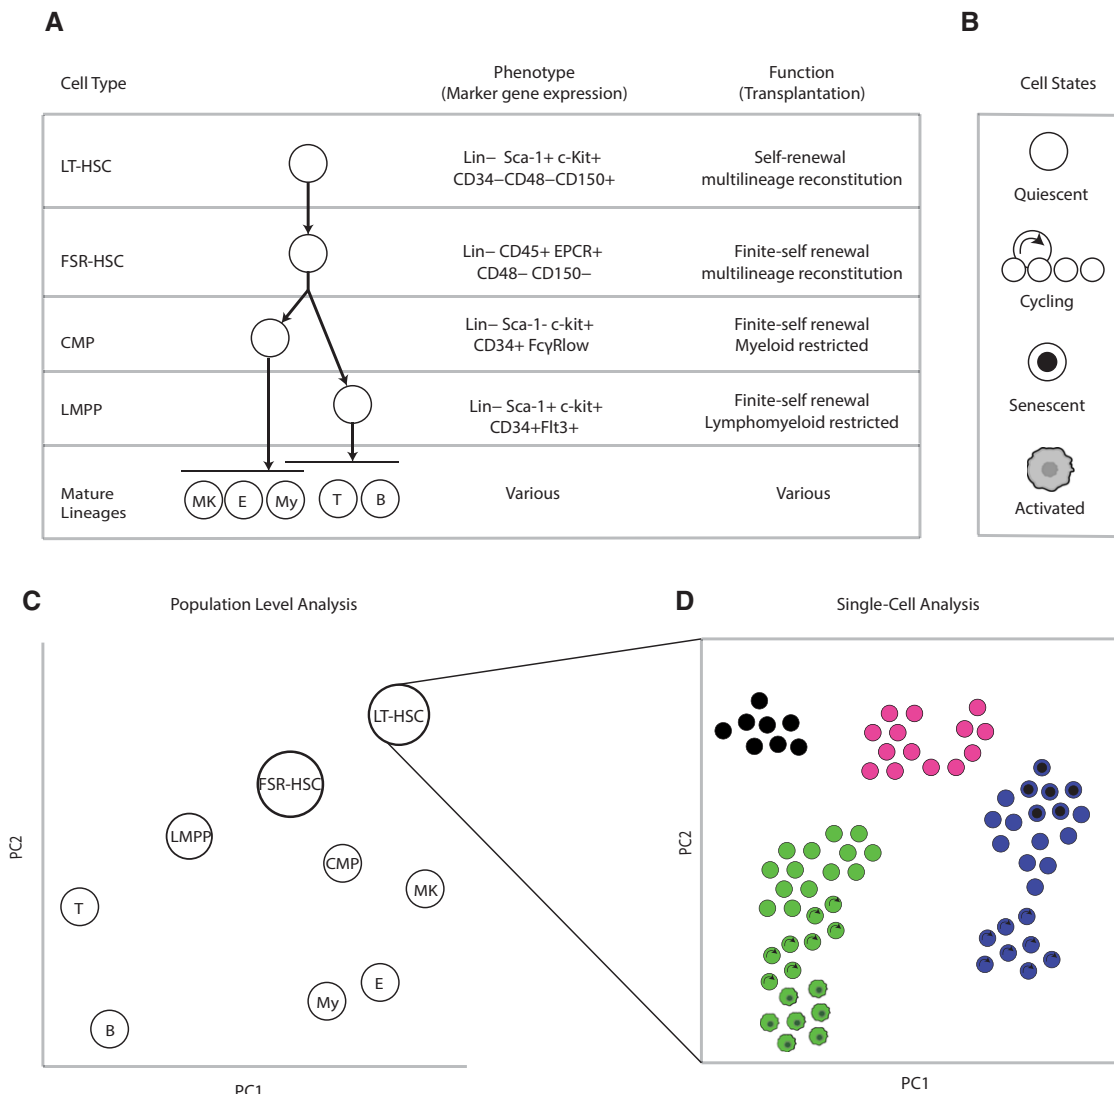 A
B
Cell Type
Phenotype
(Marker gene expression)
Function
(Transplantation)
Cell States
LT-HSC
Lin− Sca-1+ c-Kit+
CD34−CD48−CD150+
Self-renewal
multilineage reconstitution
FSR-HSC
Lin− CD45+ EPCR+
CD48− CD150−
Finite-self renewal
multilineage reconstitution
CMP
Lin− Sca-1- c-kit+
CD34+ FcγRlow
Finite-self renewal
Myeloid restricted
LMPP
Lin− Sca-1+ c-kit+
CD34+Flt3+
Finite-self renewal
Lymphomyeloid restricted
Mature
Lineages
MK E My T B
Various
Various
Quiescent
Cycling
Senescent
Activated
C
Population Level Analysis
LT-HSC
FSR-HSC
LMPP
CMP
MK
T
E
My
B
PC2
PC1
D
Single-Cell Analysis
PC2
PC1